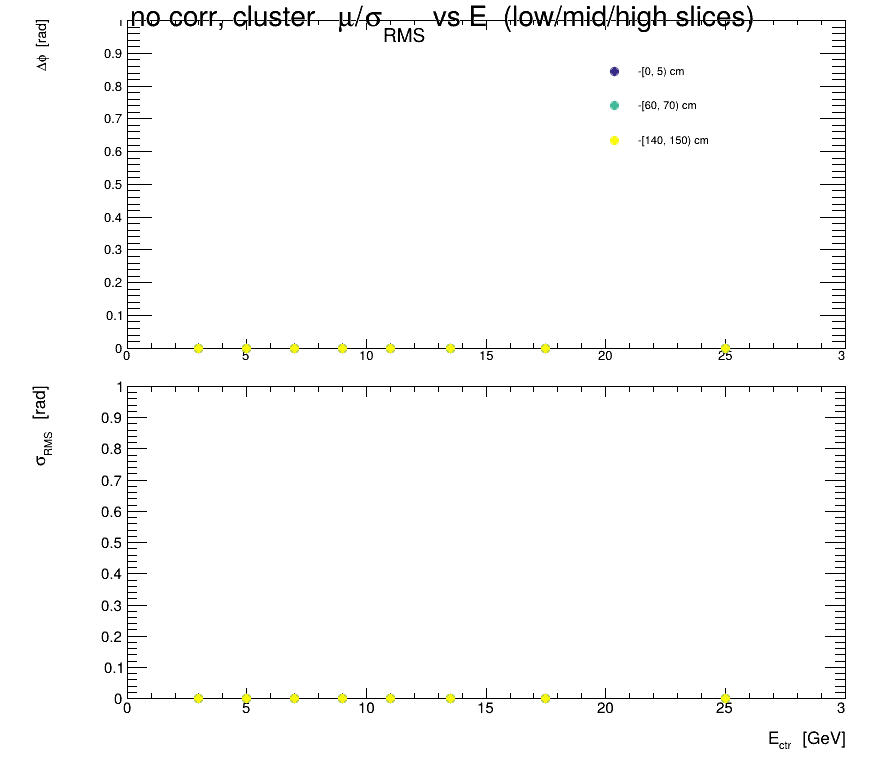 no corr, cluster μ/σRMS vs E (low/mid/high slices)
Δϕ [rad]
0.9
0.8
0.7
0.6
0.5
0.4
0.3
0.2
0.1
0
-[0, 5) cm
-[60, 70) cm
-[140, 150) cm
0 5 10 15 20 25 3
σRMS [rad]
1
0.9
0.8
0.7
0.6
0.5
0.4
0.3
0.2
0.1
0
0 5 10 15 20 25 3
Ectr [GeV]